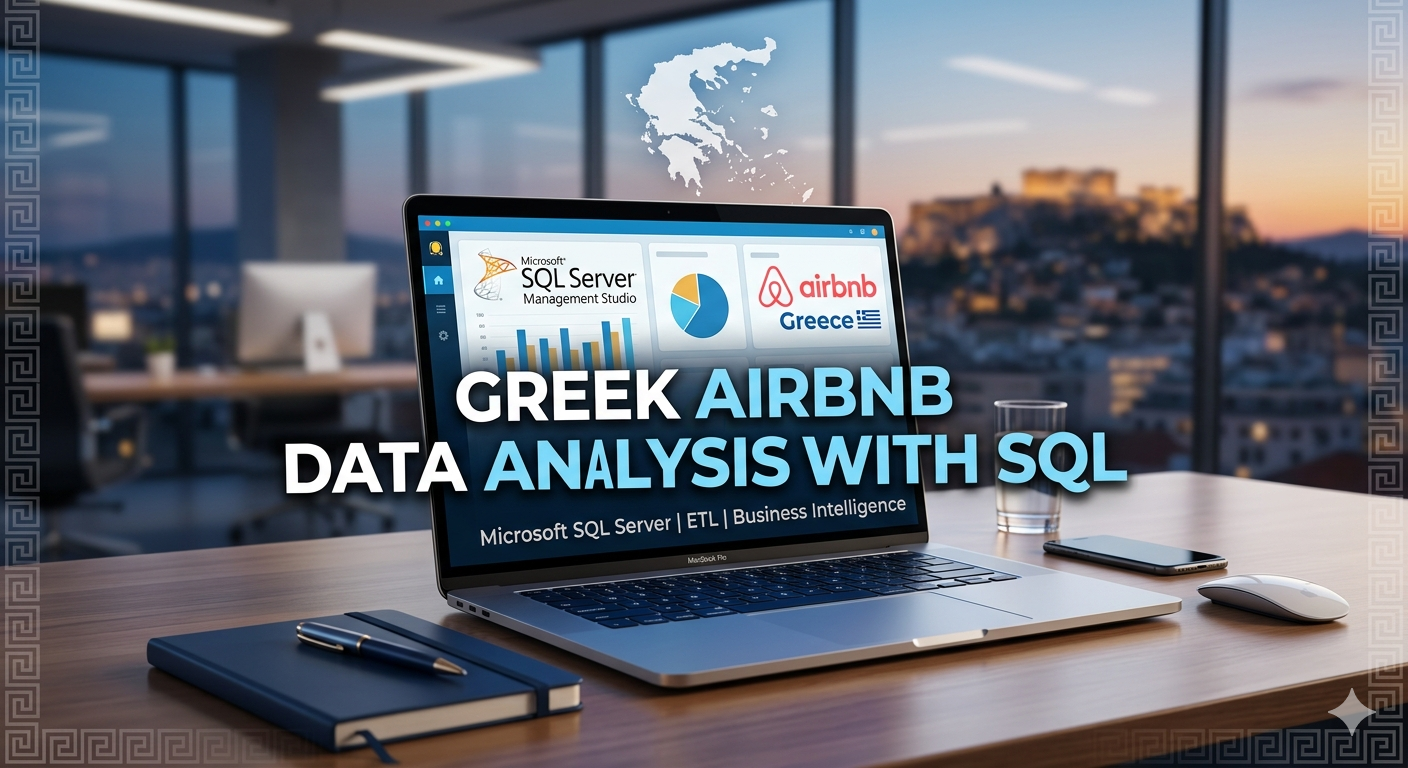 Microsoft®
SQL Server
Management Studio
airbnb
Greece
GREEK AIRBNB
DATA ANALYSIS WITH SQL
Microsoft SQL Server | ETL | Business Intelligence